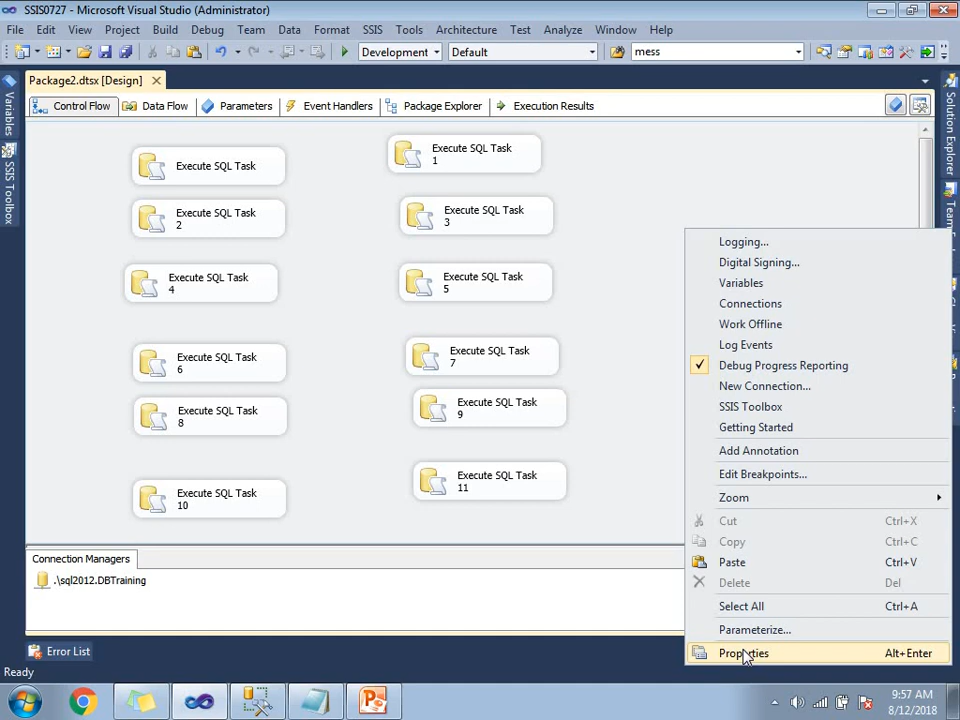 SSIS0727 - Microsoft Visual Studio (Administrator)
File Edit View Project Build Debug Team Data Format SSIS Tools Architecture Test Analyze Window Help
Development Default mess
Package2.dtsx [Design]
Control Flow Data Flow Parameters Event Handlers Package Explorer Execution Results
Variables
SSIS Toolbox
Solution Explorer
Execute SQL Task
Execute SQL Task
1
Execute SQL Task
2
Execute SQL Task
3
Execute SQL Task
4
Execute SQL Task
5
Execute SQL Task
6
Execute SQL Task
7
Execute SQL Task
8
Execute SQL Task
9
Execute SQL Task
10
Execute SQL Task
11
Logging...
Digital Signing...
Variables
Connections
Work Offline
Log Events
Debug Progress Reporting
New Connection...
SSIS Toolbox
Getting Started
Add Annotation
Edit Breakpoints...
Zoom
Cut Ctrl+X
Copy
Paste Ctrl+V
Delete Del
Select All Ctrl+A
Parameterize...
Properties Alt+Enter
Connection Managers
.\sql2012.DBTraining
Error List
Ready
9:57 AM
8/12/2018